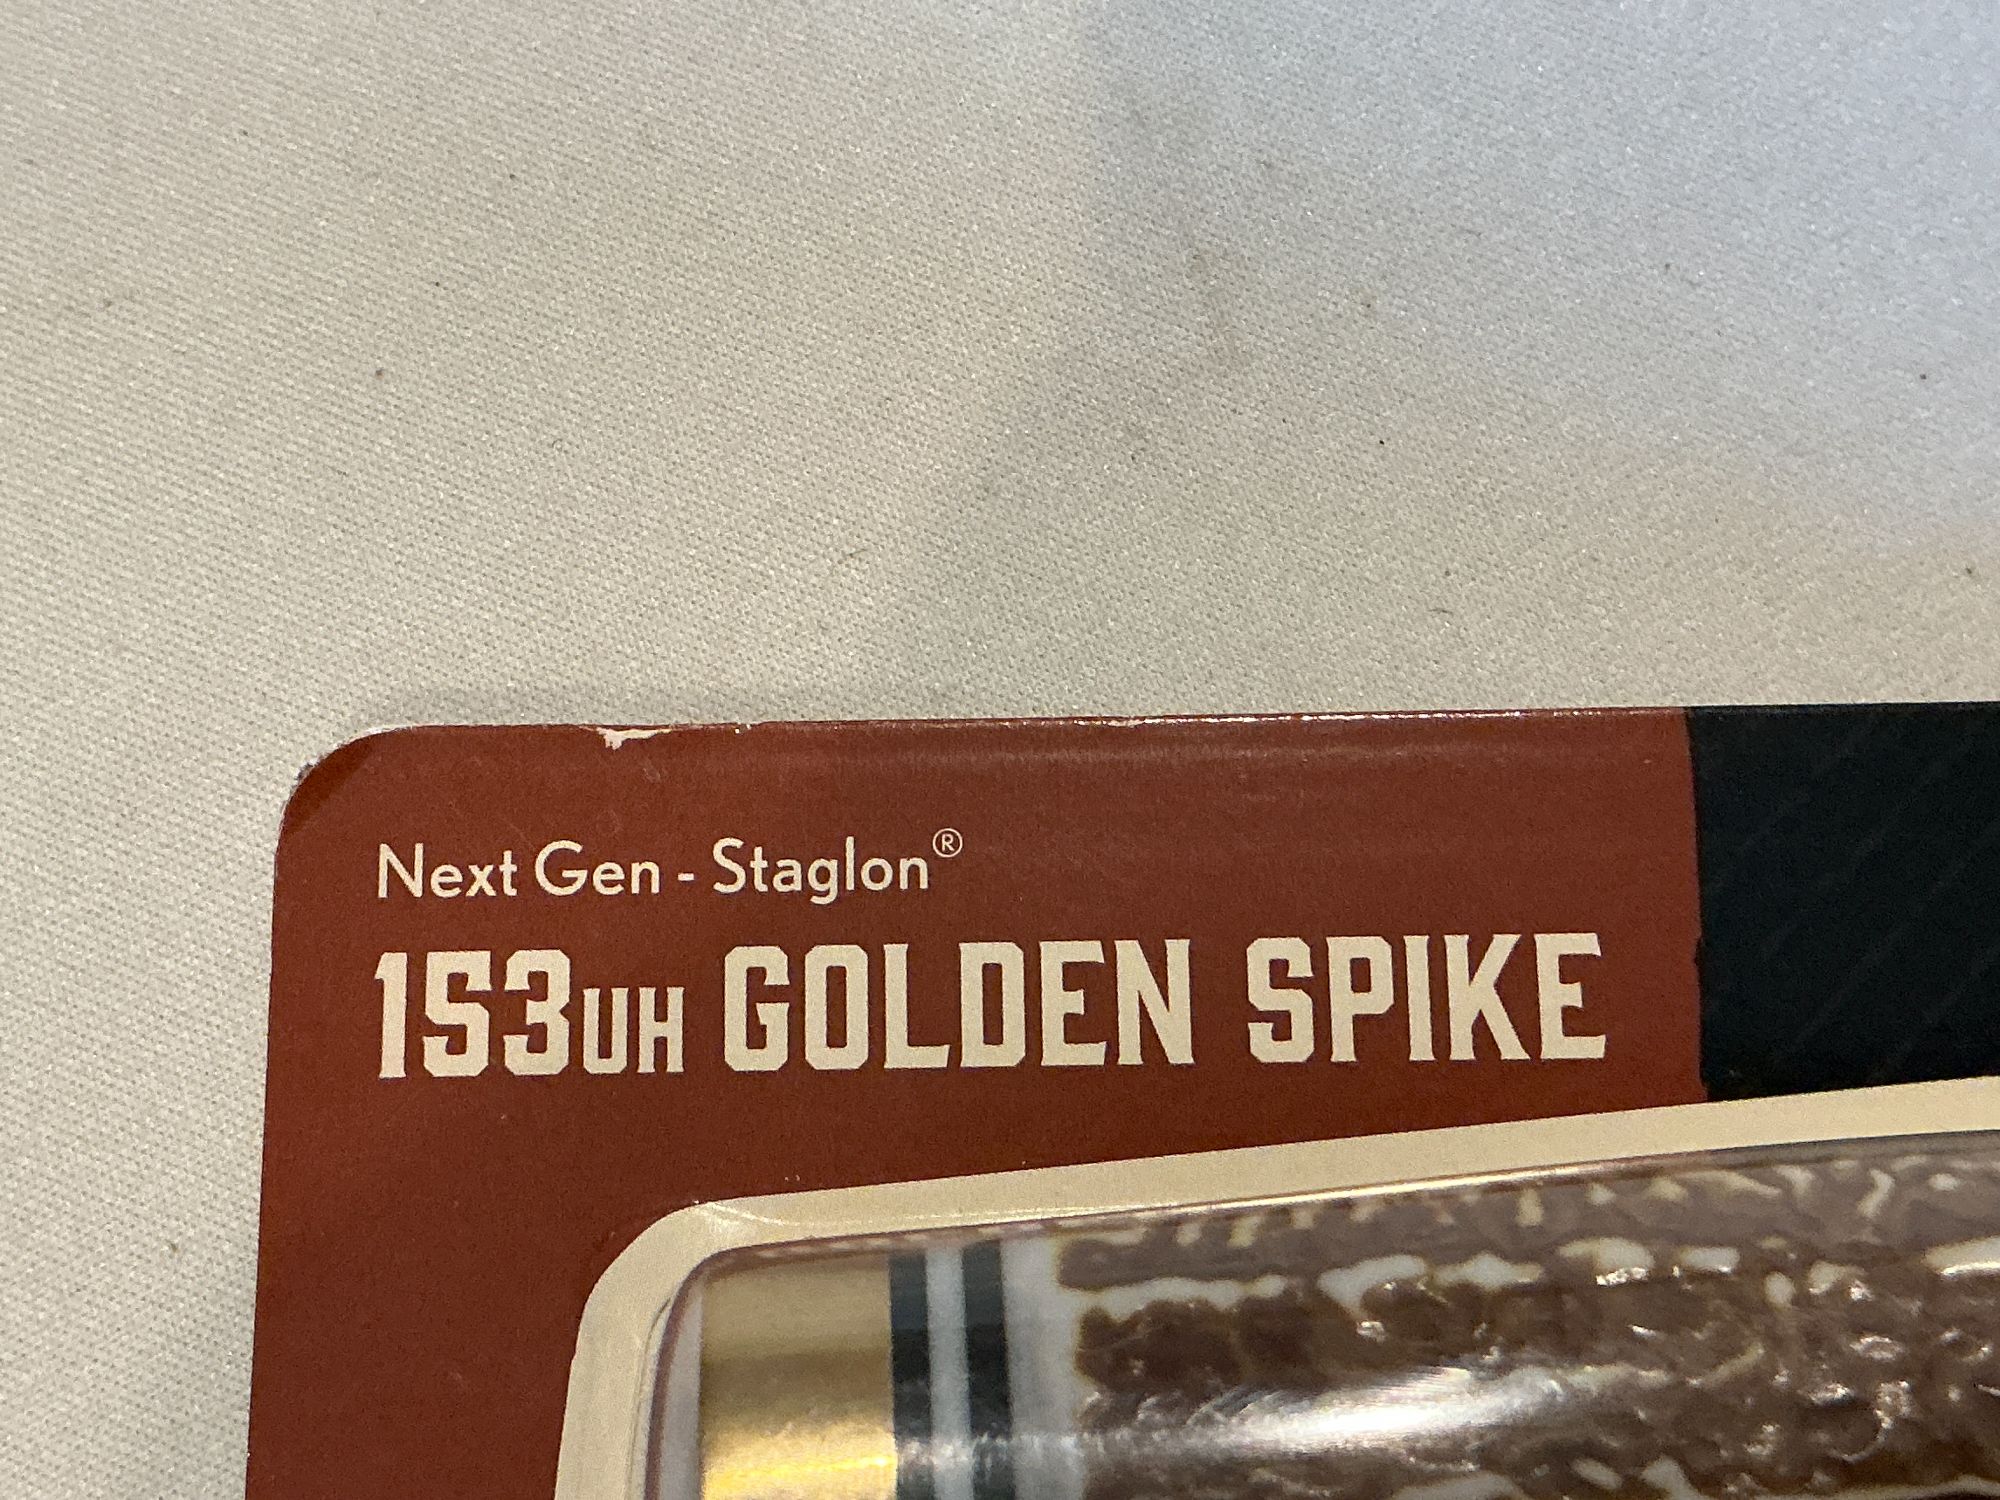 Next Gen - Staglon®
153UH GOLDEN SPIKE